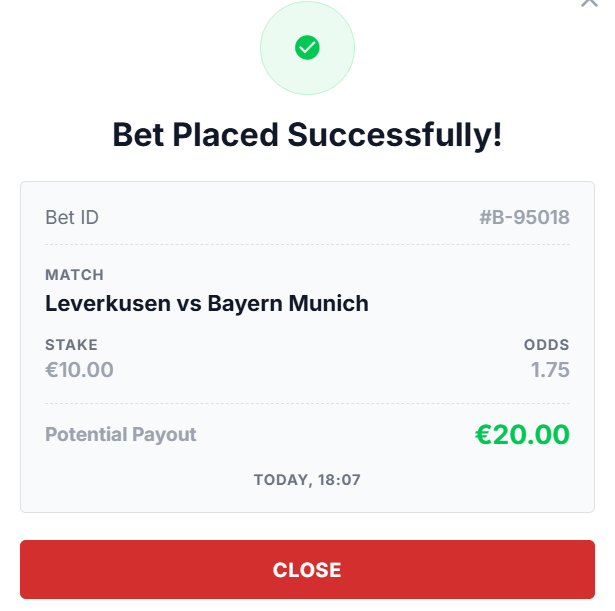 Bet Placed Successfully!
Bet ID #B-95018
MATCH
Leverkusen vs Bayern Munich
STAKE ODDS
€10.00 1.75
Potential Payout €20.00
TODAY, 18:07
CLOSE